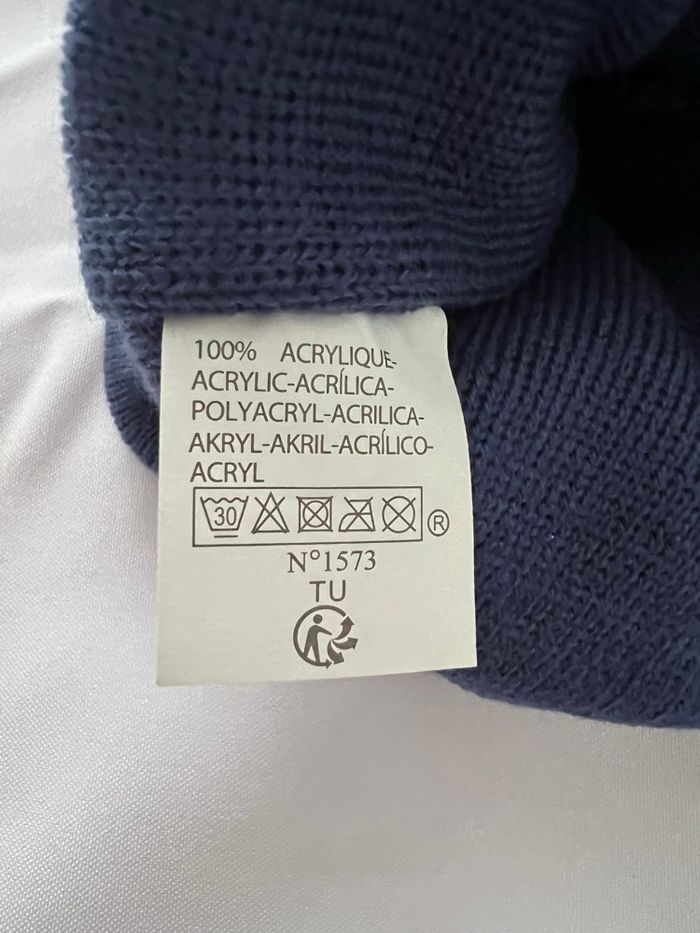 100% ACRYLIQUE-
ACRYLIC-ACRÍLICA-
POLYACRYL-ACRILICA-
AKRYL-AKRIL-ACRÍLICO-
ACRYL
30
®
N°1573
TU